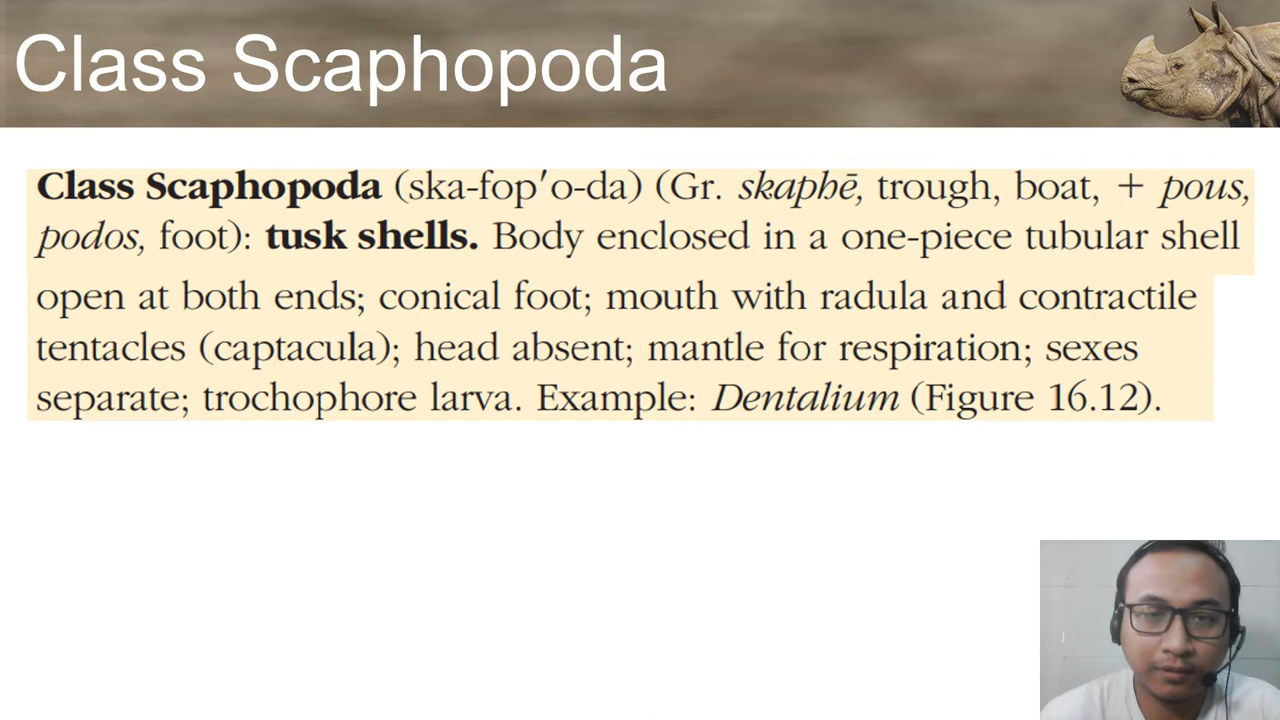 Class Scaphopoda
Class Scaphopoda (ska-fop′o-da) (Gr. skaphē, trough, boat, + pous,
podos, foot): tusk shells. Body enclosed in a one-piece tubular shell
open at both ends; conical foot; mouth with radula and contractile
tentacles (captacula); head absent; mantle for respiration; sexes
separate; trochophore larva. Example: Dentalium (Figure 16.12).